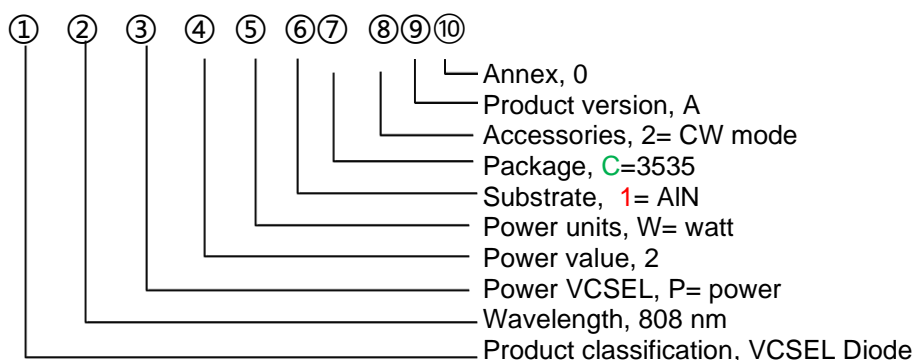 ① ② ③ ④ ⑤ ⑥⑦ ⑧⑨⑩
Annex, 0
Product version, A
Accessories, 2= CW mode
Package, C=3535
Substrate, 1= AlN
Power units, W= watt
Power value, 2
Power VCSEL, P= power
Wavelength, 808 nm
Product classification, VCSEL Diode